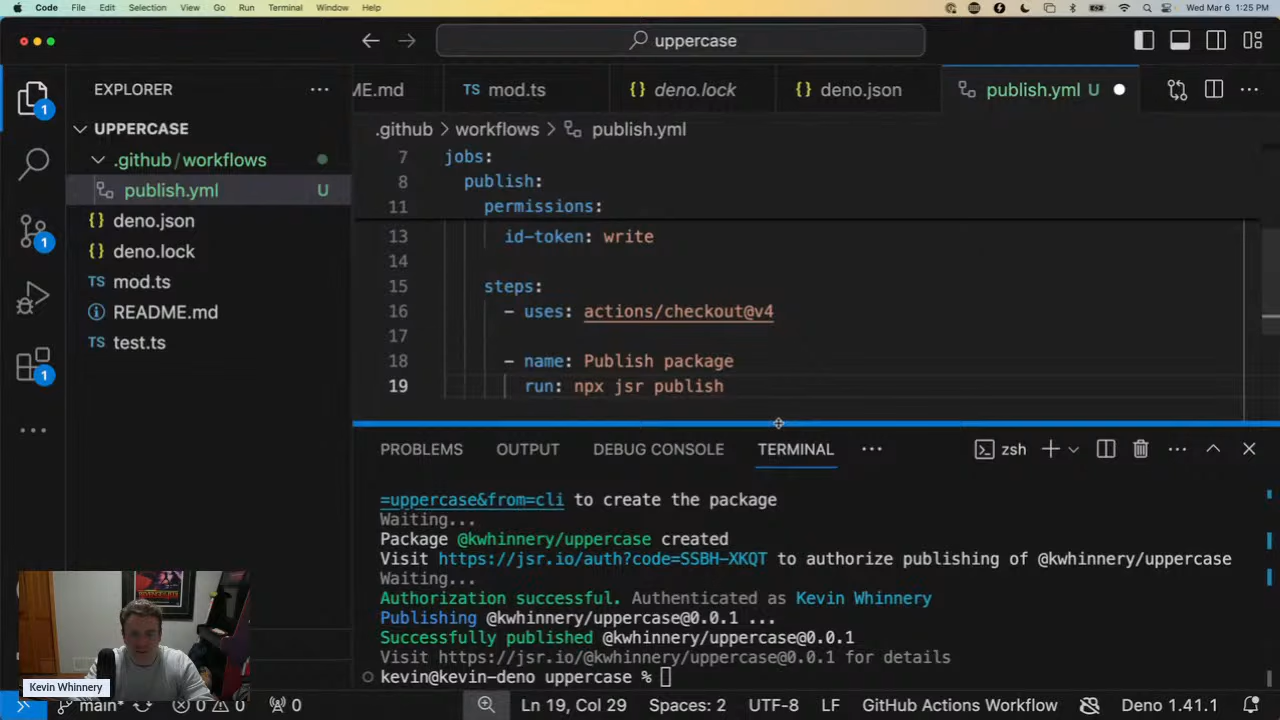 Code File Edit Selection View Go Run Terminal Window Help
Wed Mar 6 1:25 PM
uppercase
EXPLORER
UPPERCASE
.github / workflows
publish.yml U
deno.json
deno.lock
TS mod.ts
README.md
TS test.ts
1
1
1
ME.md
TS mod.ts
{} deno.lock
{} deno.json
publish.yml U
.github > workflows > publish.yml
7 jobs:
8 publish:
11 permissions:
13 id-token: write
14
15 steps:
16 - uses: actions/checkout@v4
17
18 - name: Publish package
19 run: npx jsr publish
PROBLEMS OUTPUT DEBUG CONSOLE TERMINAL
zsh
=uppercase&from=cli to create the package
Waiting...
Package @kwhinnery/uppercase created
Visit https://jsr.io/auth?code=SSBH-XKQT to authorize publishing of @kwhinnery/uppercase
Waiting...
Authorization successful. Authenticated as Kevin Whinnery
Publishing @kwhinnery/uppercase@0.0.1 ...
Successfully published @kwhinnery/uppercase@0.0.1
Visit https://jsr.io/@kwhinnery/uppercase@0.0.1 for details
kevin@kevin-deno uppercase %
Kevin Whinnery
main* 0 0 0
Ln 19, Col 29 Spaces: 2 UTF-8 LF GitHub Actions Workflow Deno 1.41.1